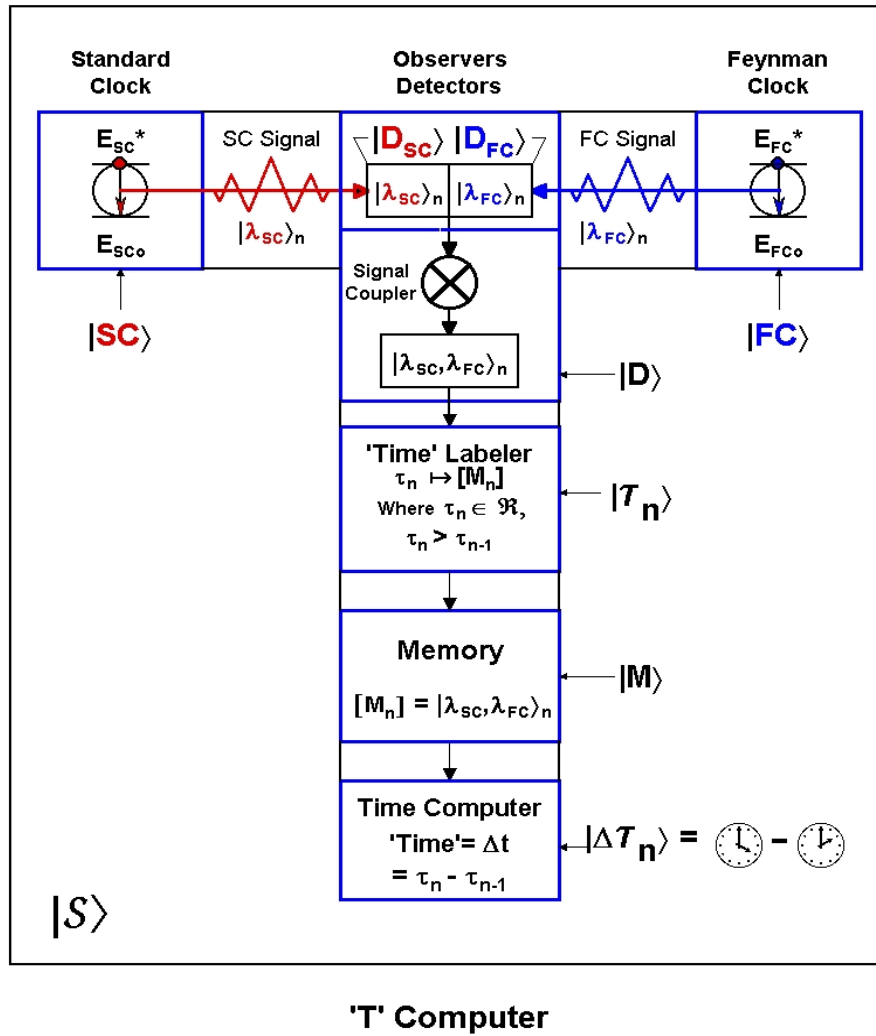 Standard Clock
Observers Detectors
Feynman Clock
E_SC*
SC Signal
|D_SC⟩ |D_FC⟩
FC Signal
E_FC*
|λ_SC⟩_n
|λ_FC⟩_n
|λ_SC⟩_n
|λ_FC⟩_n
E_SCo
E_FCo
Signal Coupler
|SC⟩
|FC⟩
|λ_SC, λ_FC⟩_n
|D⟩
'Time' Labeler
τ_n ↦ [M_n]
Where τ_n ∈ ℜ,
τ_n > τ_n-1
|𝒯_n⟩
Memory
[M_n] = |λ_SC, λ_FC⟩_n
|M⟩
Time Computer
'Time' = Δt
= τ_n - τ_n-1
|Δ𝒯_n⟩ = -
|S⟩
'T' Computer